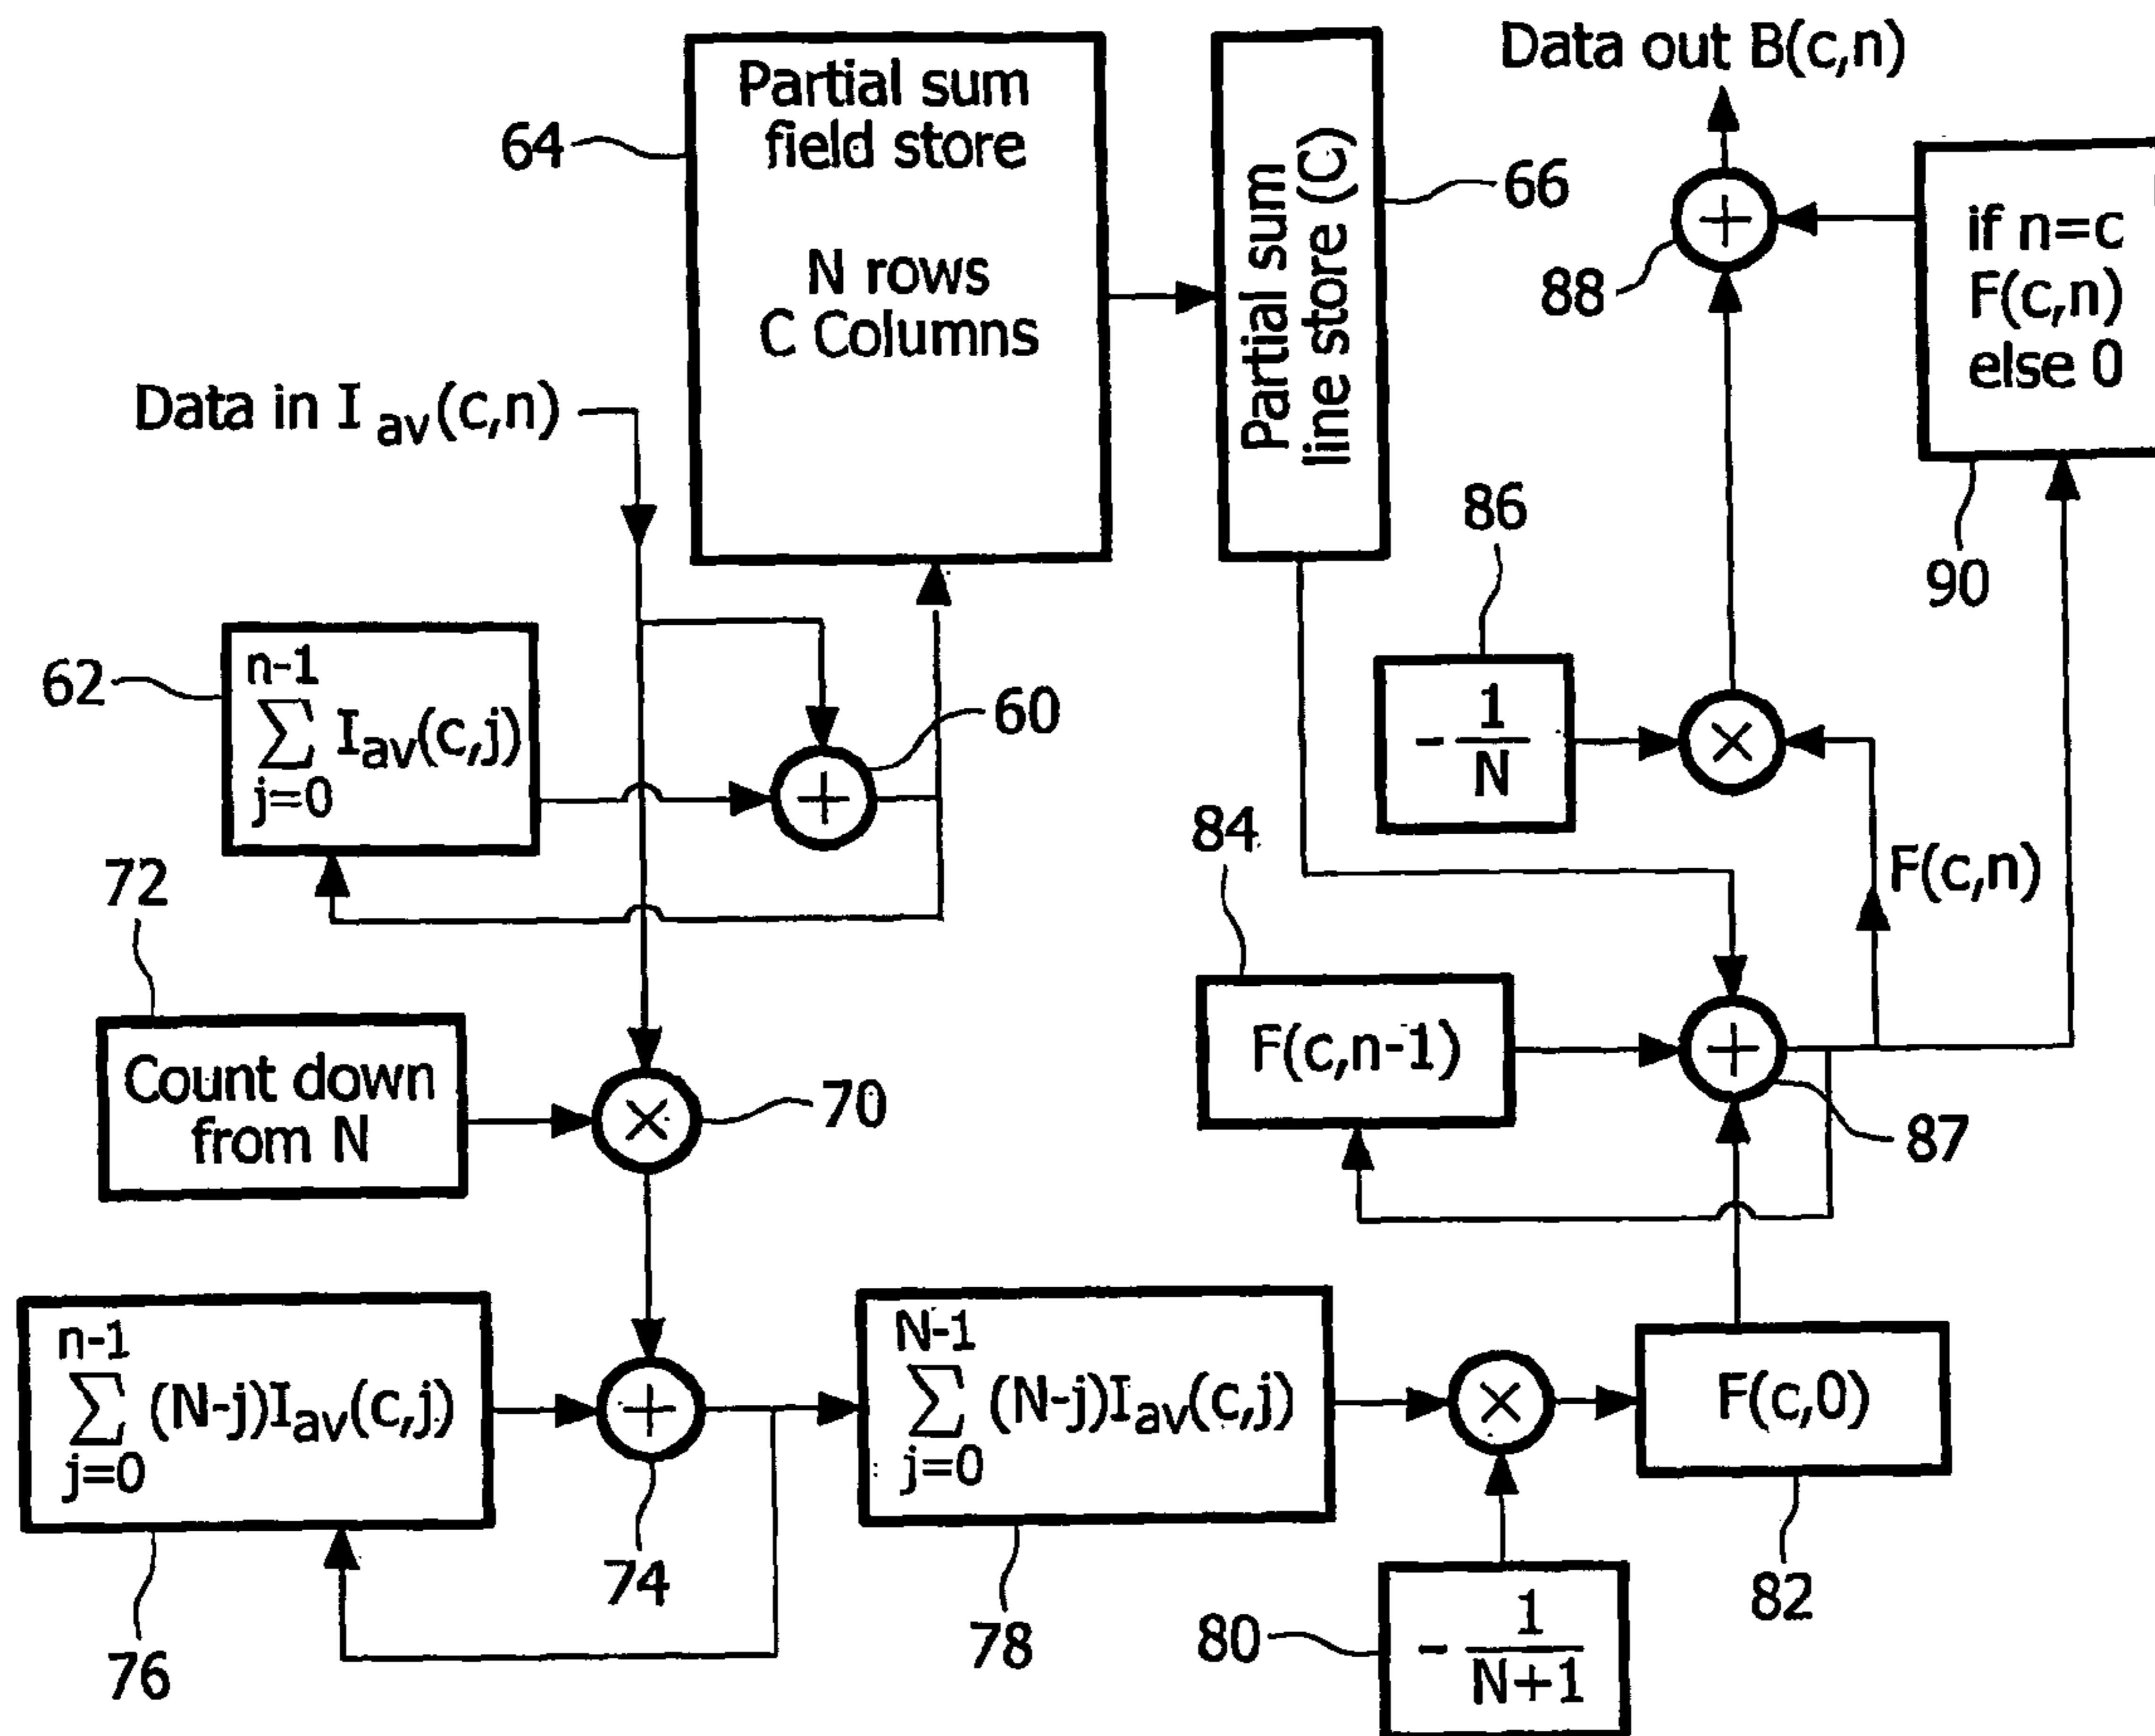 Partial sum
field store
N rows
C Columns
64
Partial sum
line store (C)
66
Data out B(c,n)
+
88
if n=c
F(c,n)
else 0
90
Data in I av(c,n)
86
- 1/N
×
62
n-1
∑ Iav(c,j)
j=0
60
+
84
F(c,n)
72
Count down
from N
×
70
F(c,n-1)
+
87
n-1
∑ (N-j)Iav(c,j)
j=0
76
+
74
N-1
∑ (N-j)Iav(c,j)
j=0
78
×
F(c,0)
82
80
- 1/N+1